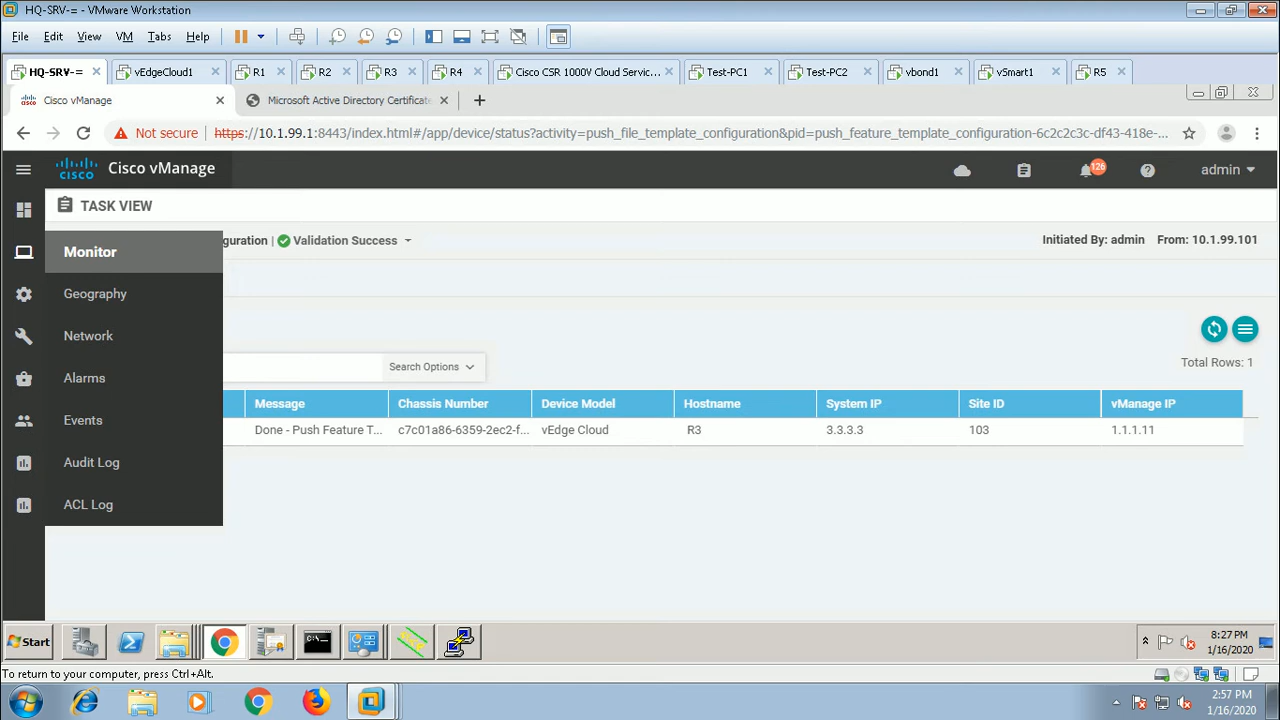 HQ-SRV-= - VMware Workstation
File Edit View VM Tabs Help
HQ-SRV-= vEdgeCloud1 R1 R2 R3 R4 Cisco CSR 1000V Cloud Servic... Test-PC1 Test-PC2 vbond1 vSmart1 R5
Cisco vManage Microsoft Active Directory Certificate
Not secure https://10.1.99.1:8443/index.html#/app/device/status?activity=push_file_template_configuration&pid=push_feature_template_configuration-6c2c2c3c-df43-418e-...
cisco Cisco vManage 126 admin
TASK VIEW
Monitor
guration | Validation Success Initiated By: admin From: 10.1.99.101
Geography
Network
Total Rows: 1
Search Options
Alarms
Message Chassis Number Device Model Hostname System IP Site ID vManage IP
Events
Done - Push Feature T... c7c01a86-6359-2ec2-f... vEdge Cloud R3 3.3.3.3 103 1.1.1.11
Audit Log
ACL Log
Start 8:27 PM
1/16/2020
To return to your computer, press Ctrl+Alt.
2:57 PM
1/16/2020